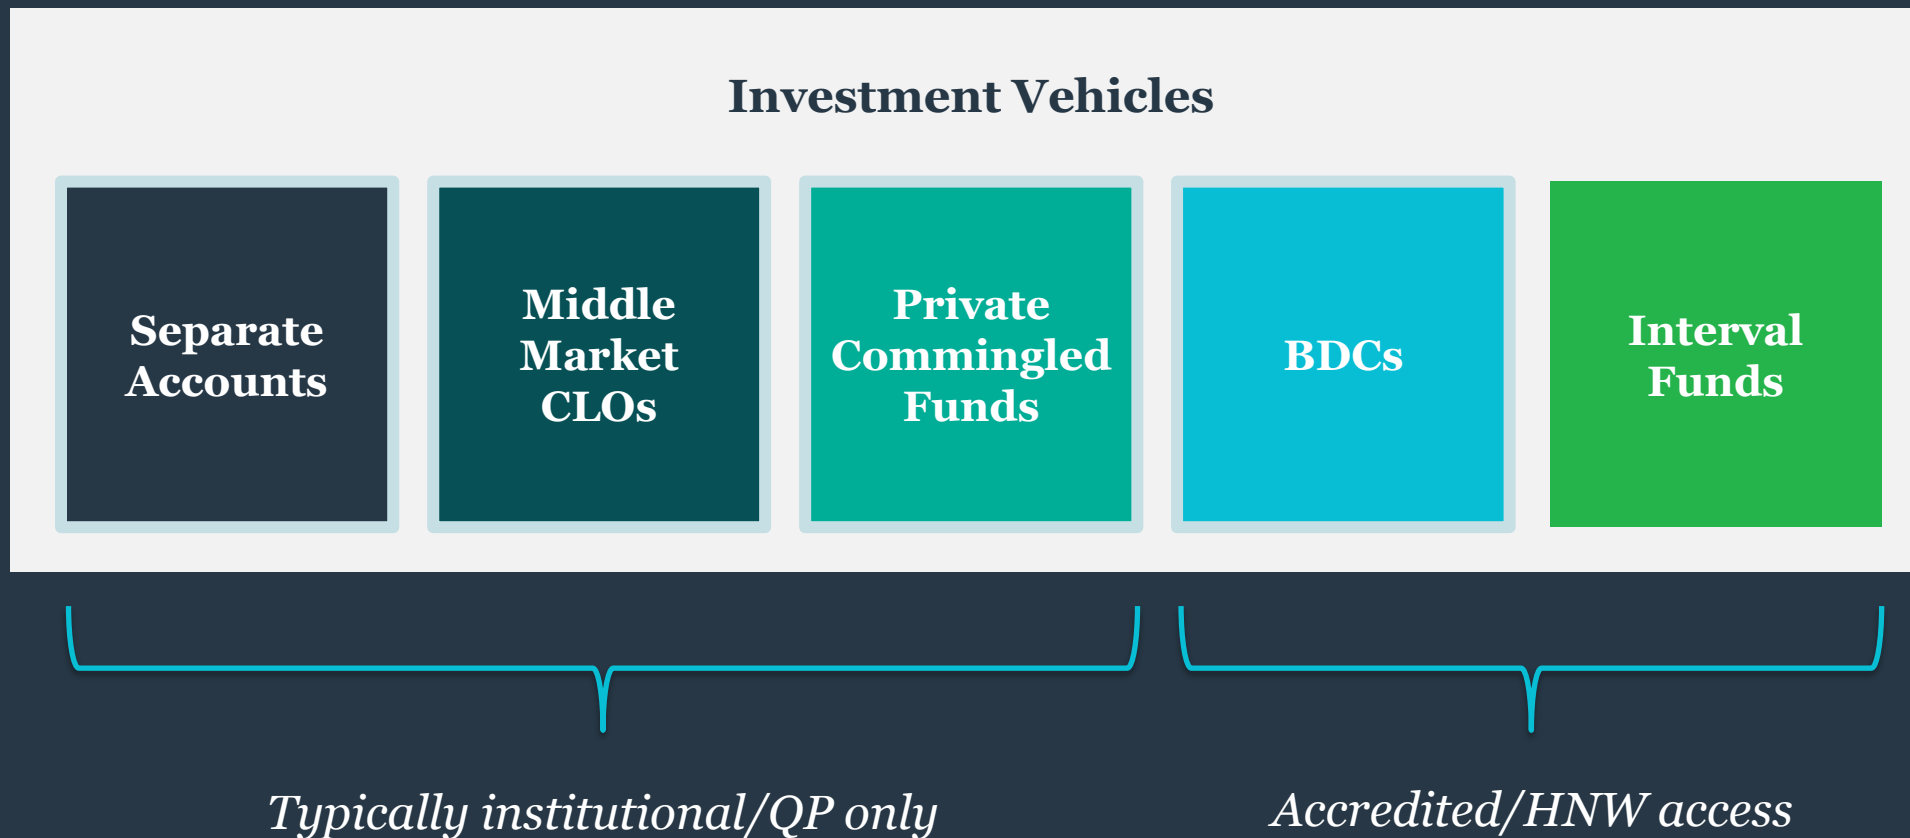 Investment Vehicles
Separate
Accounts
Middle
Market
CLOs
Private
Commingled
Funds
BDCs
Interval
Funds
Typically institutional/QP only
Accredited/HNW access